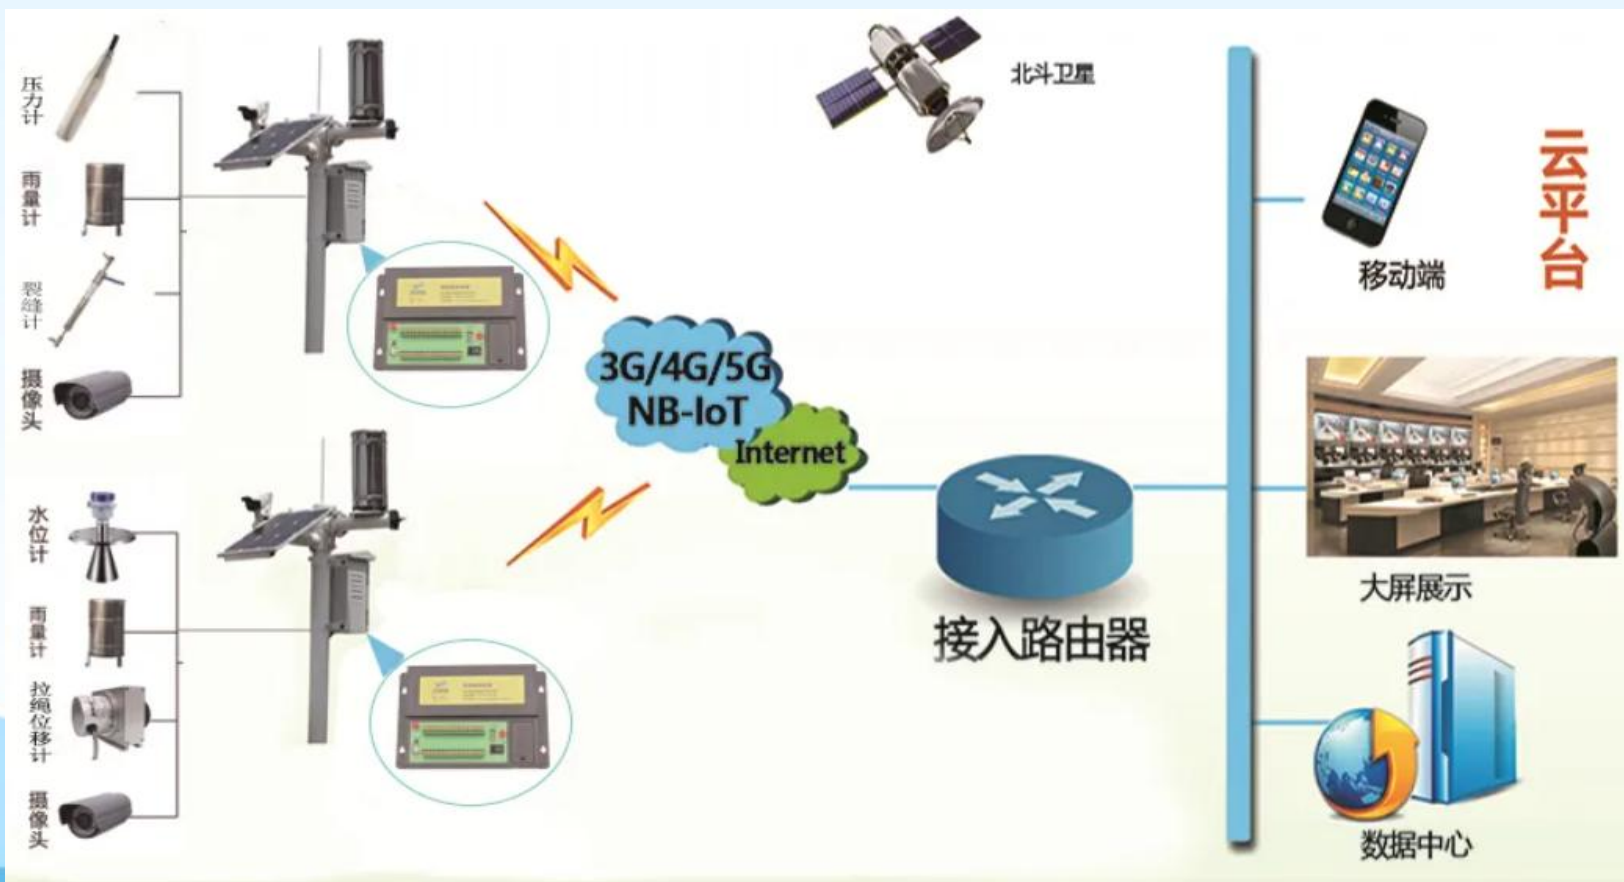 压力计
雨量计
裂缝计
摄像头
水位计
雨量计
拉绳位移计
摄像头
3G/4G/5G
NB-IoT
Internet
北斗卫星
接入路由器
云平台
移动端
大屏展示
数据中心